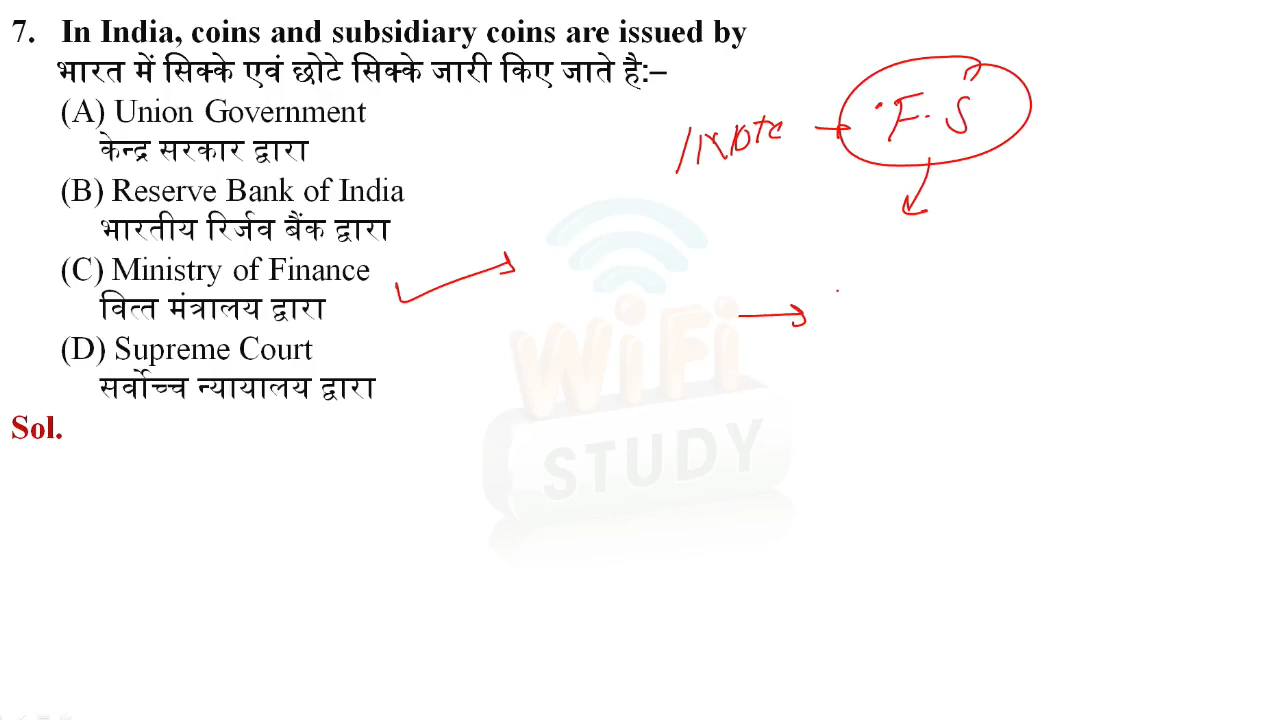 7. In India, coins and subsidiary coins are issued by
भारत में सिक्के एवं छोटे सिक्के जारी किए जाते है:–
(A) Union Government
केन्द्र सरकार द्वारा
(B) Reserve Bank of India
भारतीय रिर्जव बैंक द्वारा
(C) Ministry of Finance
वित्त मंत्रालय द्वारा
(D) Supreme Court
सर्वोच्च न्यायालय द्वारा
Sol.
F. S
WiFi
STUDY